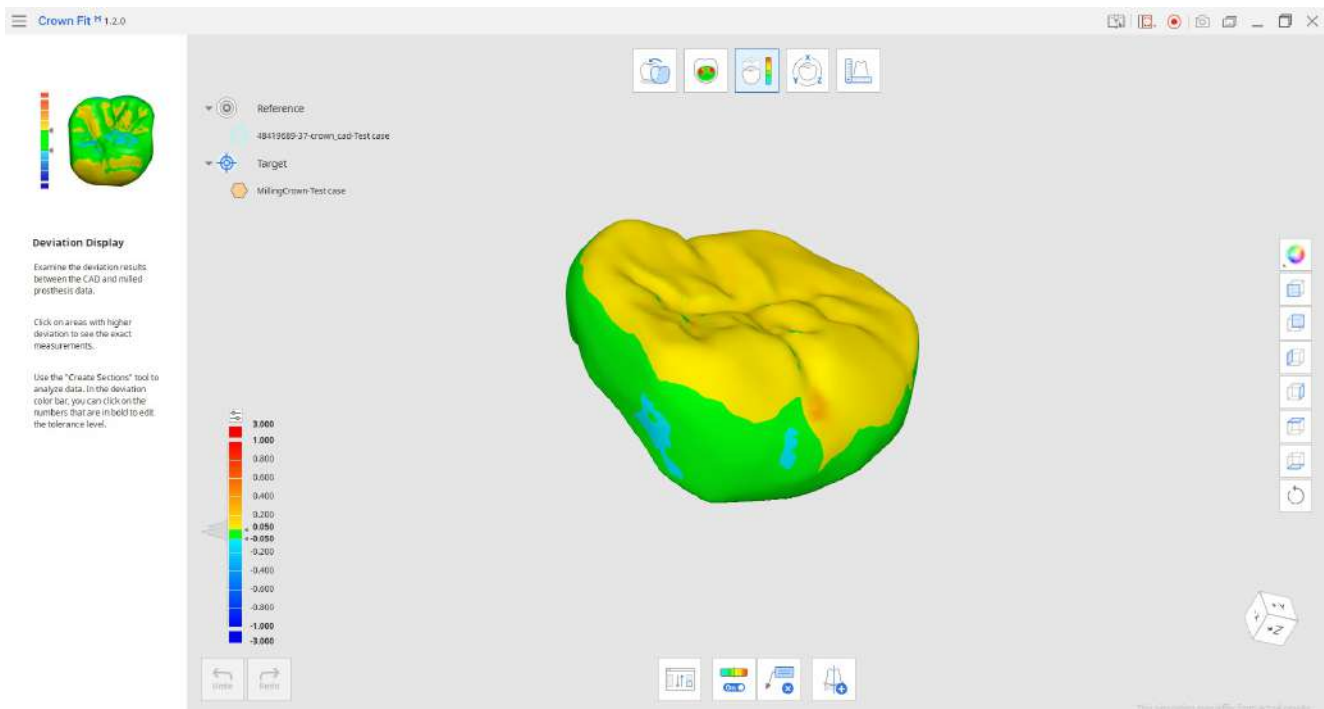 Crown Fit M 1.2.0
Deviation Display
Examine the deviation results
between the CAD and milled
prosthesis data.
Click on areas with higher
deviation to see the exact
measurements.
Use the "Create Sections" tool to
analyze data. In the deviation
color bar, you can click on the
numbers that are in bold to edit
the tolerance level.
Reference
48419689-37-crown_cad-Test case
Target
MillingCrown-Test case
3.000
1.000
0.800
0.600
0.400
0.200
0.050
-0.050
-0.200
-0.400
-0.600
-0.800
-1.000
-3.000
Undo
Redo
On
X
Y
Z
-Y
+Z